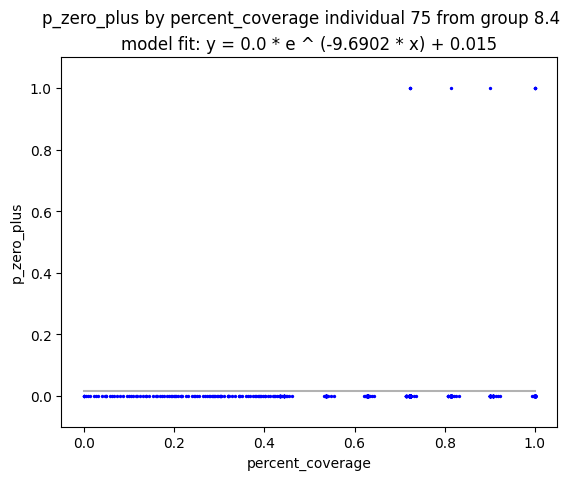 p_zero_plus by percent_coverage individual 75 from group 8.4
model fit: y = 0.0 * e ^ (-9.6902 * x) + 0.015
1.0
0.8
0.6
0.4
0.2
0.0
p_zero_plus
0.0 0.2 0.4 0.6 0.8 1.0
percent_coverage